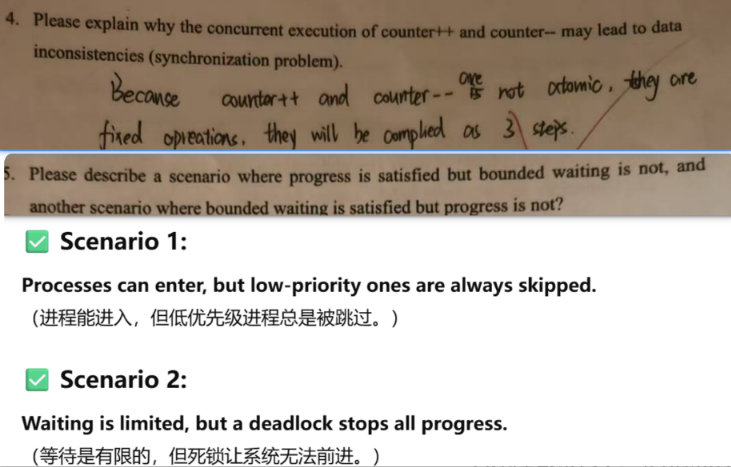 4. Please explain why the concurrent execution of counter++ and counter-- may lead to data
inconsistencies (synchronization problem).
Because counter++ and counter-- are not atomic, they are
fixed opreations, they will be complied as 3 steps.
5. Please describe a scenario where progress is satisfied but bounded waiting is not, and
another scenario where bounded waiting is satisfied but progress is not?
✅ Scenario 1:
Processes can enter, but low-priority ones are always skipped.
（进程能进入，但低优先级进程总是被跳过。）
✅ Scenario 2:
Waiting is limited, but a deadlock stops all progress.
（等待是有限的，但死锁让系统无法前进。）